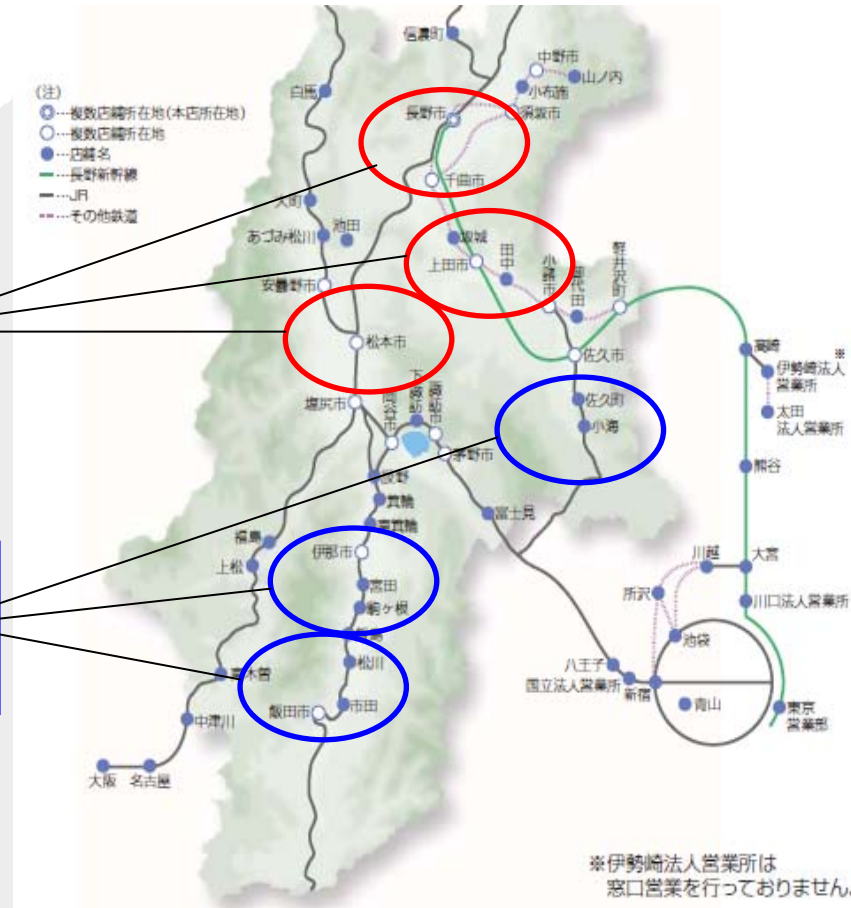 (注)
◎…複数店舗所在地(本店所在地)
○…複数店舗所在地
●…店舗名
長野新幹線
JR
その他鉄道
信濃町
中野市
山ノ内
小布施
須坂市
長野市
白馬
千曲市
大町
あづみ松川
池田
坂城
上田市
田中
小諸市
御代田
軽井沢町
安曇野市
松本市
佐久市
高崎
※
伊勢崎法人
営業所
太田
法人営業所
塩尻市
岡谷市
下諏訪
諏訪市
茅野市
佐久町
小海
熊谷
辰野
箕輪
南箕輪
富士見
福島
上松
伊那市
宮田
駒ヶ根
川越
大宮
所沢
川口法人営業所
池袋
飯島
松川
南木曽
八王子
国立法人営業所
新宿
青山
東京
営業部
飯田市
市田
中津川
大阪
名古屋
※伊勢崎法人営業所は
窓口営業を行っておりません。